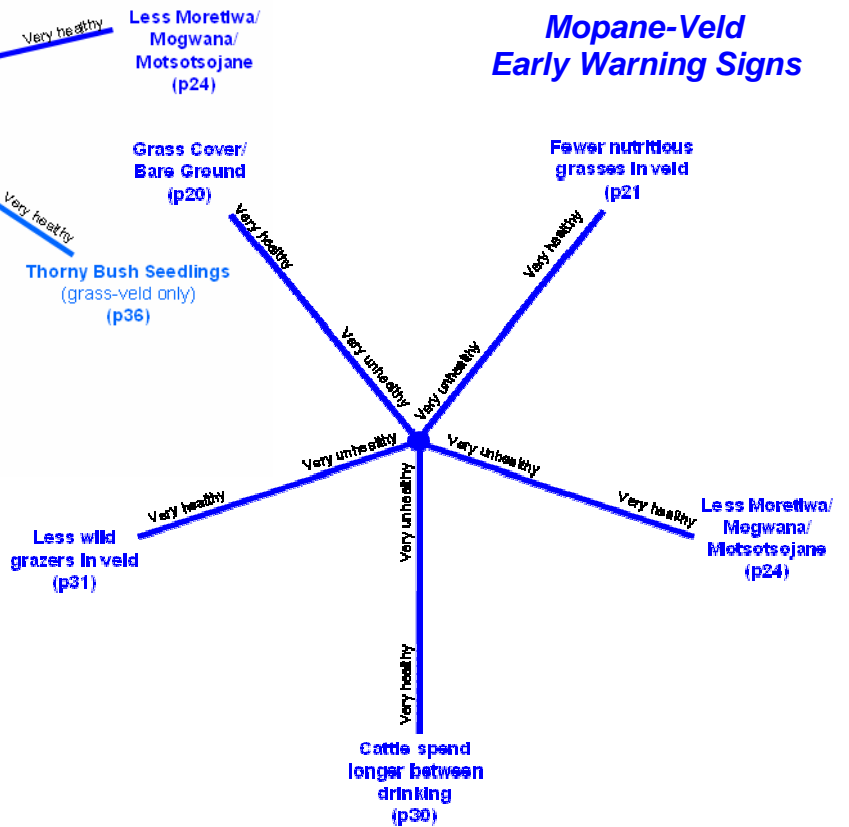 Mopane-Veld
Early Warning Signs
Very healthy
Less Moretlwa/
Mogwana/
Motsotsojane
(p24)
Very healthy
Thorny Bush Seedlings
(grass-veld only)
(p36)
Grass Cover/
Bare Ground
(p20)
Very healthy
Very unhealthy
Fewer nutritious
grasses in veld
(p21
Very healthy
Very unhealthy
Very unhealthy
Very healthy
Less wild
grazers in veld
(p31)
Very unhealthy
Very healthy
Less Moretlwa/
Mogwana/
Motsotsojane
(p24)
Very unhealthy
Very healthy
Cattle spend
longer between
drinking
(p30)